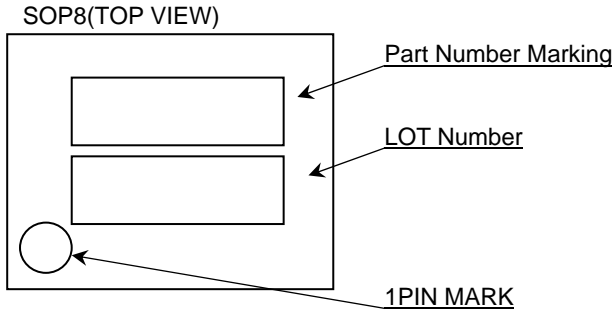 SOP8(TOP VIEW)
Part Number Marking
LOT Number
1PIN MARK